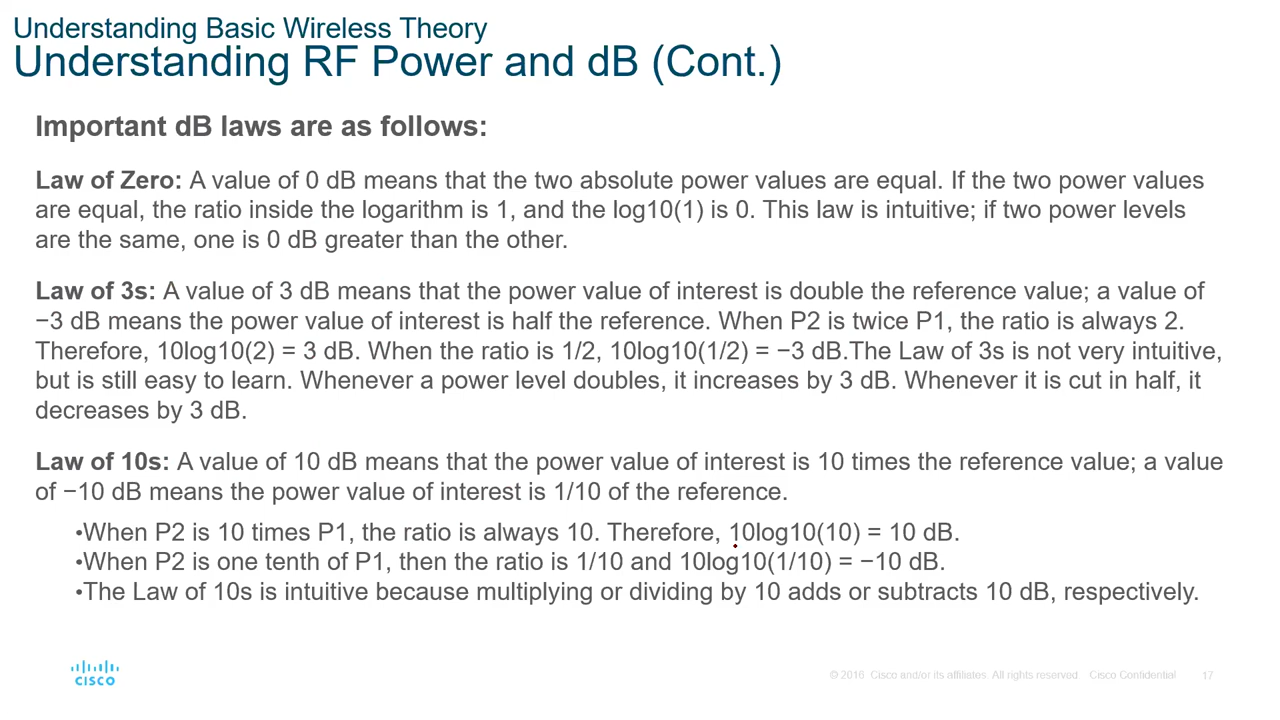 Understanding Basic Wireless Theory
Understanding RF Power and dB (Cont.)
Important dB laws are as follows:
Law of Zero: A value of 0 dB means that the two absolute power values are equal. If the two power values
are equal, the ratio inside the logarithm is 1, and the log10(1) is 0. This law is intuitive; if two power levels
are the same, one is 0 dB greater than the other.
Law of 3s: A value of 3 dB means that the power value of interest is double the reference value; a value of
−3 dB means the power value of interest is half the reference. When P2 is twice P1, the ratio is always 2.
Therefore, 10log10(2) = 3 dB. When the ratio is 1/2, 10log10(1/2) = −3 dB.The Law of 3s is not very intuitive,
but is still easy to learn. Whenever a power level doubles, it increases by 3 dB. Whenever it is cut in half, it
decreases by 3 dB.
Law of 10s: A value of 10 dB means that the power value of interest is 10 times the reference value; a value
of −10 dB means the power value of interest is 1/10 of the reference.
•When P2 is 10 times P1, the ratio is always 10. Therefore, 10log10(10) = 10 dB.
•When P2 is one tenth of P1, then the ratio is 1/10 and 10log10(1/10) = −10 dB.
•The Law of 10s is intuitive because multiplying or dividing by 10 adds or subtracts 10 dB, respectively.
CISCO
© 2016 Cisco and/or its affiliates. All rights reserved. Cisco Confidential 17